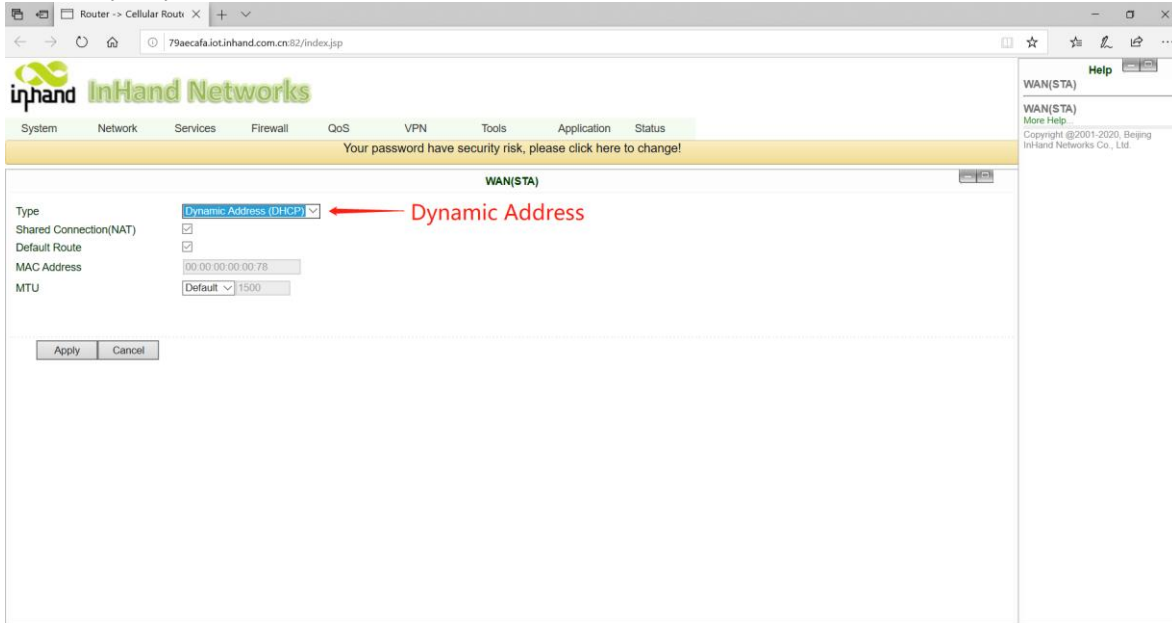 Router -> Cellular Route
79aecafa.iot.inhand.com.cn:82/index.jsp
inhand InHand Networks
System Network Services Firewall QoS VPN Tools Application Status
Your password have security risk, please click here to change!
WAN(STA)
Type Dynamic Address (DHCP) Dynamic Address
Shared Connection(NAT)
Default Route
MAC Address 00:00:00:00:00:78
MTU Default 1500
Apply Cancel
Help
WAN(STA)
WAN(STA)
More Help...
Copyright @2001-2020, Beijing
InHand Networks Co., Ltd.